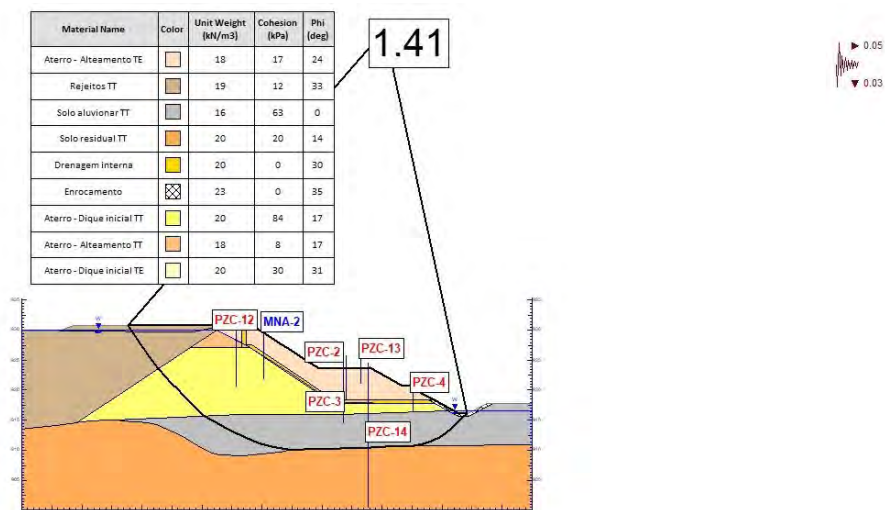 Material Name Color Unit Weight (kN/m3) Cohesion (kPa) Phi (deg)
Aterro - Alteamento TE 18 17 24
Rejeitos TT 19 12 33
Solo aluvionar TT 16 63 0
Solo residual TT 20 20 14
Drenagem interna 20 0 30
Enrocamento 23 0 35
Aterro - Dique inicial TT 20 84 17
Aterro - Alteamento TT 18 8 17
Aterro - Dique inicial TE 20 30 31
1.41
0.05
0.03
W
PZC-12
MNA-2
PZC-2
PZC-13
PZC-4
PZC-3
W
PZC-14